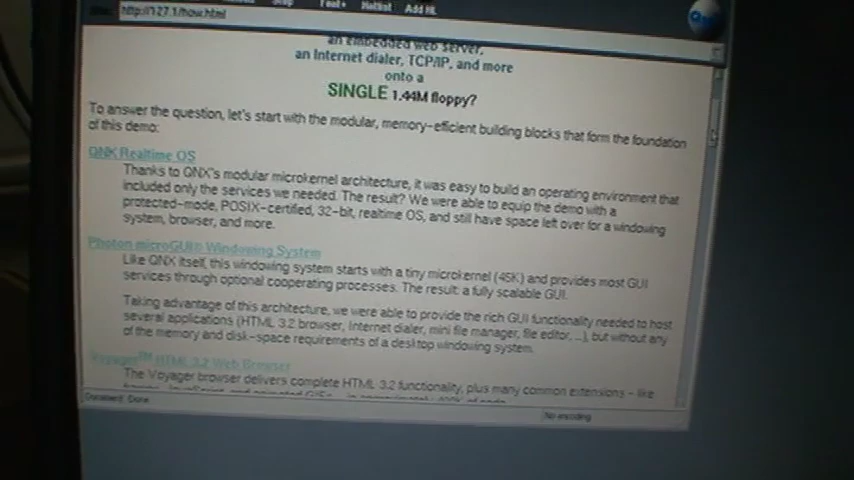 Tool+ Hotlist Add HL
http://127.1/how.html
an embedded web server,
an Internet dialer, TCP/IP, and more
onto a
SINGLE 1.44M floppy?
To answer the question, let's start with the modular, memory-efficient building blocks that form the foundation
of this demo:
QNX Realtime OS
Thanks to QNX's modular microkernel architecture, it was easy to build an operating environment that
included only the services we needed. The result? We were able to equip the demo with a
protected-mode, POSIX-certified, 32-bit, realtime OS, and still have space left over for a windowing
system, browser, and more.
Photon microGUI® Windowing System
Like QNX itself, this windowing system starts with a tiny microkernel (45K) and provides most GUI
services through optional cooperating processes. The result: a fully scalable GUI.
Taking advantage of this architecture, we were able to provide the rich GUI functionality needed to host
several applications (HTML 3.2 browser, Internet dialer, mini file manager, file editor, ...), but without any
of the memory and disk-space requirements of a desktop windowing system.
Voyager™ HTML 3.2 Web Browser
The Voyager browser delivers complete HTML 3.2 functionality, plus many common extensions - like
Document Done
No encoding